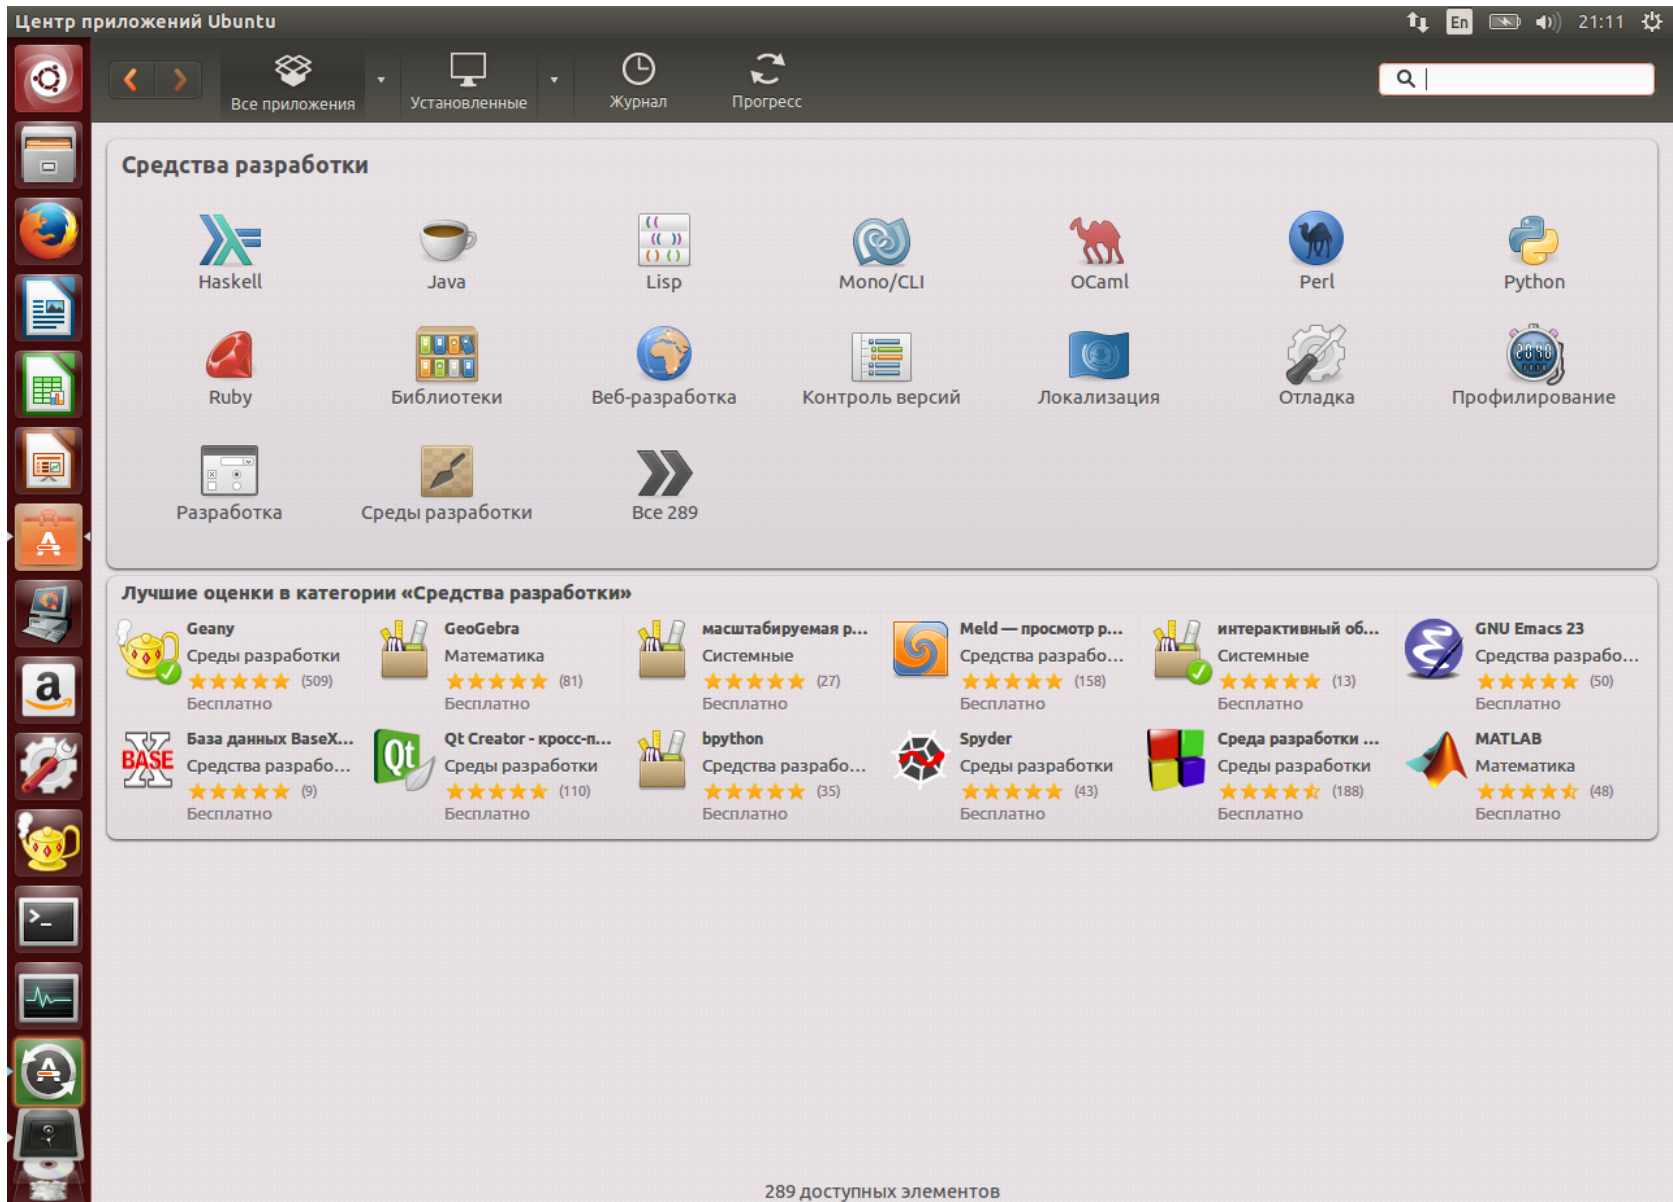 Центр приложений Ubuntu
En
21:11
Все приложения
Установленные
Журнал
Прогресс
Средства разработки
Haskell
Java
Lisp
Mono/CLI
OCaml
Perl
Python
Ruby
Библиотеки
Веб-разработка
Контроль версий
Локализация
Отладка
Профилирование
Разработка
Среды разработки
Все 289
Лучшие оценки в категории «Средства разработки»
Geany
Среды разработки
(509)
Бесплатно
GeoGebra
Математика
(81)
Бесплатно
масштабируемая р...
Системные
(27)
Бесплатно
Meld — просмотр р...
Средства разрабо...
(158)
Бесплатно
интерактивный об...
Системные
(13)
Бесплатно
GNU Emacs 23
Средства разрабо...
(50)
Бесплатно
BASE
X
База данных BaseX...
Средства разрабо...
(9)
Бесплатно
Qt
Qt Creator - кросс-п...
Среды разработки
(110)
Бесплатно
bpython
Средства разрабо...
(35)
Бесплатно
Spyder
Среды разработки
(43)
Бесплатно
Среда разработки ...
Среды разработки
(188)
Бесплатно
MATLAB
Математика
(48)
Бесплатно
289 доступных элементов